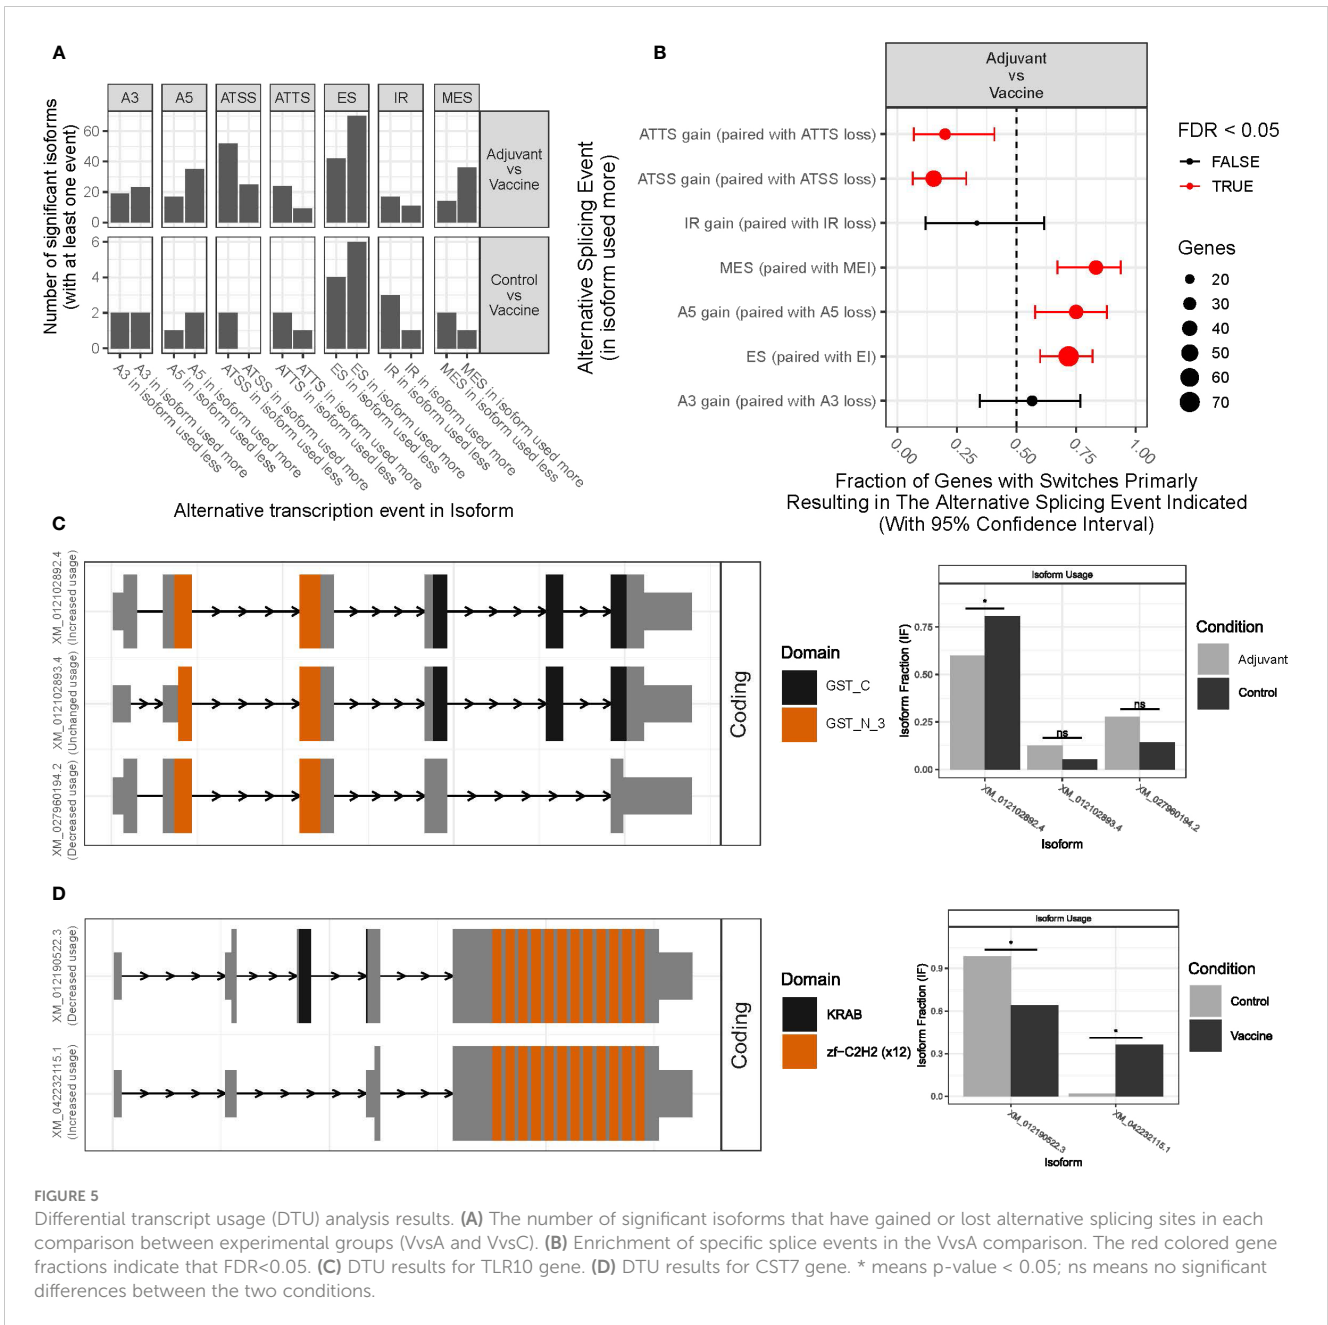 A
Number of significant isoforms
(with at least one event)
A3
A5
ATSS
ATTS
ES
IR
MES
60
40
20
0
Adjuvant
vs
Vaccine
6
4
2
0
Control
vs
Vaccine
A3 in isoform used less
A3 in isoform used more
A5 in isoform used less
A5 in isoform used more
ATSS in isoform used less
ATSS in isoform used more
ATTS in isoform used less
ATTS in isoform used more
ES in isoform used less
ES in isoform used more
IR in isoform used less
IR in isoform used more
MES in isoform used less
MES in isoform used more
Alternative transcription event in Isoform
B
Alternative Splicing Event
(in isoform used more)
Adjuvant
vs
Vaccine
ATTS gain (paired with ATTS loss)
ATSS gain (paired with ATSS loss)
IR gain (paired with IR loss)
MES (paired with MEI)
A5 gain (paired with A5 loss)
ES (paired with EI)
A3 gain (paired with A3 loss)
0.00
0.25
0.50
0.75
1.00
Fraction of Genes with Switches Primarly
Resulting in The Alternative Splicing Event Indicated
(With 95% Confidence Interval)
FDR < 0.05
FALSE
TRUE
Genes
20
30
40
50
60
70
C
XM_012102892.4
(Increased usage)
XM_012102893.4
(Unchanged usage)
XM_027960194.2
(Decreased usage)
Coding
Domain
GST_C
GST_N_3
Isoform Usage
Isoform Fraction (IF)
0.75
0.50
0.25
0.00
*
ns
ns
XM_012102892.4
XM_012102893.4
XM_027960194.2
Isoform
Condition
Adjuvant
Control
D
XM_0121905522.3
(Decreased usage)
XM_042232115.1
(Increased usage)
Coding
Domain
KRAB
zf-C2H2 (x12)
Isoform Usage
Isoform Fraction (IF)
0.9
0.6
0.3
0.0
*
*
XM_012190522.3
XM_042232115.1
Isoform
Condition
Control
Vaccine
FIGURE 5
Differential transcript usage (DTU) analysis results. (A) The number of significant isoforms that have gained or lost alternative splicing sites in each
comparison between experimental groups (VvsA and VvsC). (B) Enrichment of specific splice events in the VvsA comparison. The red colored gene
fractions indicate that FDR<0.05. (C) DTU results for TLR10 gene. (D) DTU results for CST7 gene. * means p-value < 0.05; ns means no significant
differences between the two conditions.